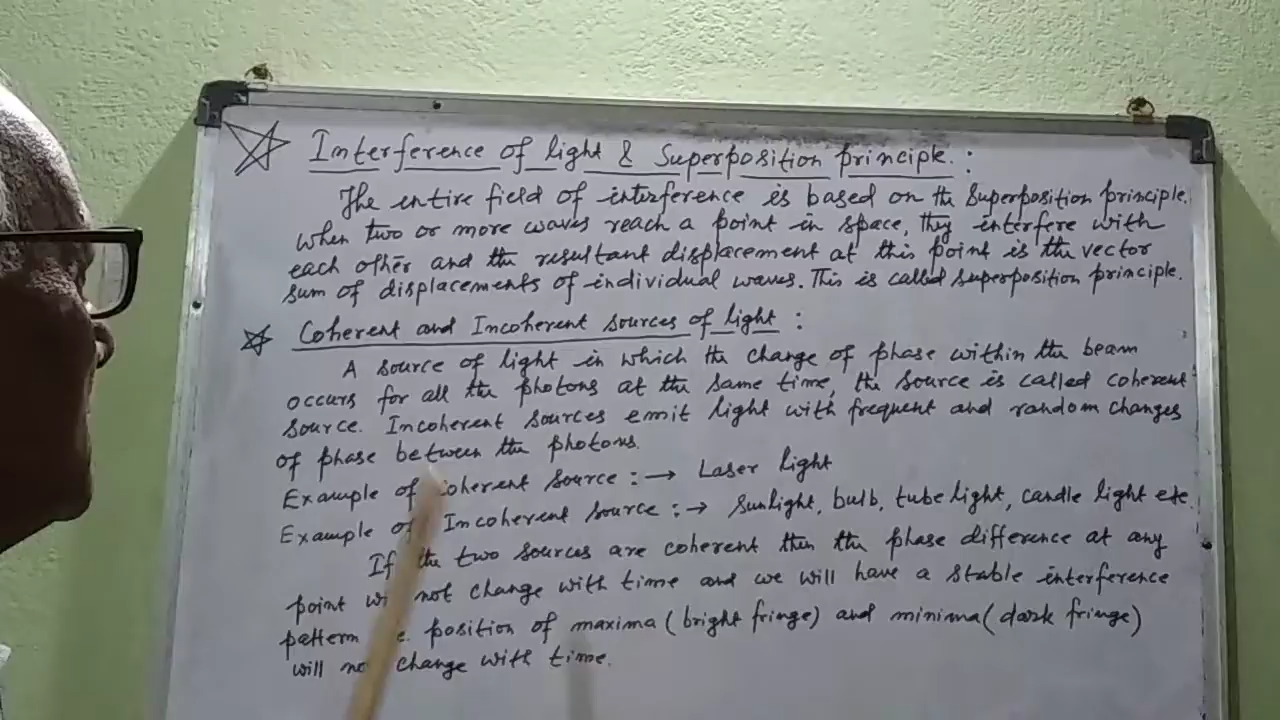 Interference of light & Superposition principle. :
The entire field of interference is based on the Superposition principle.
When two or more waves reach a point in space, they interfere with
each other and the resultant displacement at this point is the vector
sum of displacements of individual waves. This is called superposition principle.
Coherent and Incoherent sources of light :
A source of light in which the change of phase within the beam
occurs for all the photons at the same time, the source is called coherent
source. Incoherent sources emit light with frequent and random changes
of phase between the photons.
Example of coherent source : → Laser light
Example of Incoherent source : → Sunlight, bulb, tube light, candle light etc.
If the two sources are coherent then the phase difference at any
point will not change with time and we will have a stable interference
pattern position of maxima (bright fringe) and minima (dark fringe)
will not change with time.